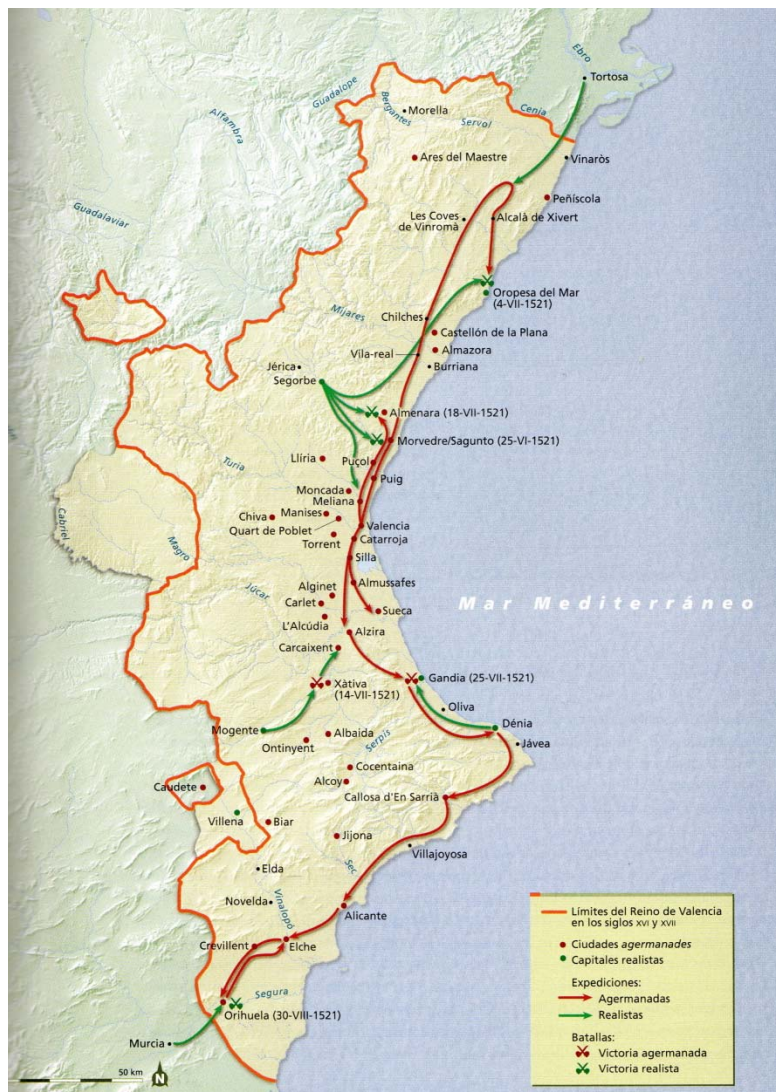 Ebro
Tortosa
Guadalope
Bergantes
Morella
Cenia
Servol
Alfambra
Ares del Maestre
Vinaròs
Guadalaviar
Peñíscola
Les Coves
de Vinromà
Alcalà de Xivert
Oropesa del Mar
(4-VII-1521)
Mijares
Chilches
Castellón de la Plana
Vila-real
Almazora
Jérica
Burriana
Segorbe
Almenara (18-VII-1521)
Morvedre/Sagunto (25-VI-1521)
Llíria
Puçol
Turia
Puig
Moncada
Meliana
Manises
Chiva
Quart de Poblet
Valencia
Cabriel
Torrent
Catarroja
Magro
Silla
Almussafes
Alginet
Júcar
Carlet
Sueca
Mar Mediterráneo
L'Alcúdia
Alzira
Carcaixent
Xàtiva
(14-VII-1521)
Gandia (25-VII-1521)
Oliva
Mogente
Dénia
Albaida
Ontinyent
Serpis
Jávea
Cocentaina
Caudete
Alcoy
Callosa d'En Sarrià
Villena
Biar
Jijona
Villajoyosa
Sec
Elda
Novelda
Vinalopó
Alicante
Crevillent
Elche
Segura
Orihuela (30-VIII-1521)
Murcia
50 km
N
Límites del Reino de Valencia
en los siglos XVI y XVII
Ciudades agermanades
Capitales realistas
Expediciones:
Agermanadas
Realistas
Batallas:
Victoria agermanada
Victoria realista